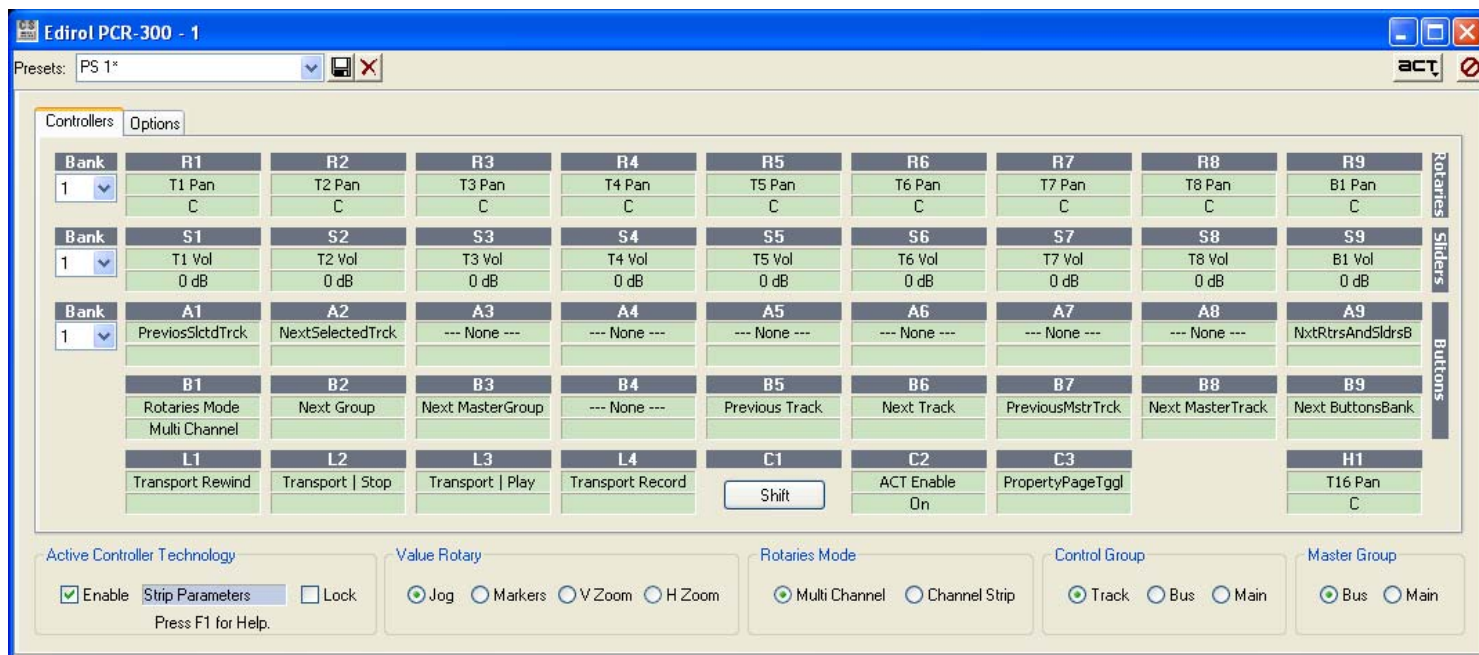 Edirol PCR-300 - 1
Presets: PS 1* ACT
Controllers Options
Bank R1 R2 R3 R4 R5 R6 R7 R8 R9 Rotaries
1 T1 Pan T2 Pan T3 Pan T4 Pan T5 Pan T6 Pan T7 Pan T8 Pan B1 Pan
C C C C C C C C C
Bank S1 S2 S3 S4 S5 S6 S7 S8 S9 Sliders
1 T1 Vol T2 Vol T3 Vol T4 Vol T5 Vol T6 Vol T7 Vol T8 Vol B1 Vol
0 dB 0 dB 0 dB 0 dB 0 dB 0 dB 0 dB 0 dB 0 dB
Bank A1 A2 A3 A4 A5 A6 A7 A8 A9 Buttons
1 PreviosSlctdTrck NextSelectedTrck --- None --- --- None --- --- None --- --- None --- --- None --- --- None --- NxtRtrsAndSldrsB
B1 B2 B3 B4 B5 B6 B7 B8 B9
Rotaries Mode Next Group Next MasterGroup --- None --- Previous Track Next Track PreviousMstrTrck Next MasterTrack Next ButtonsBank
Multi Channel
L1 L2 L3 L4 C1 C2 C3 H1
Transport Rewind Transport | Stop Transport | Play Transport Record Shift ACT Enable PropertyPageTggl T16 Pan
On C
Active Controller Technology Value Rotary Rotaries Mode Control Group Master Group
Enable Strip Parameters Lock Jog Markers V Zoom H Zoom Multi Channel Channel Strip Track Bus Main Bus Main
Press F1 for Help.